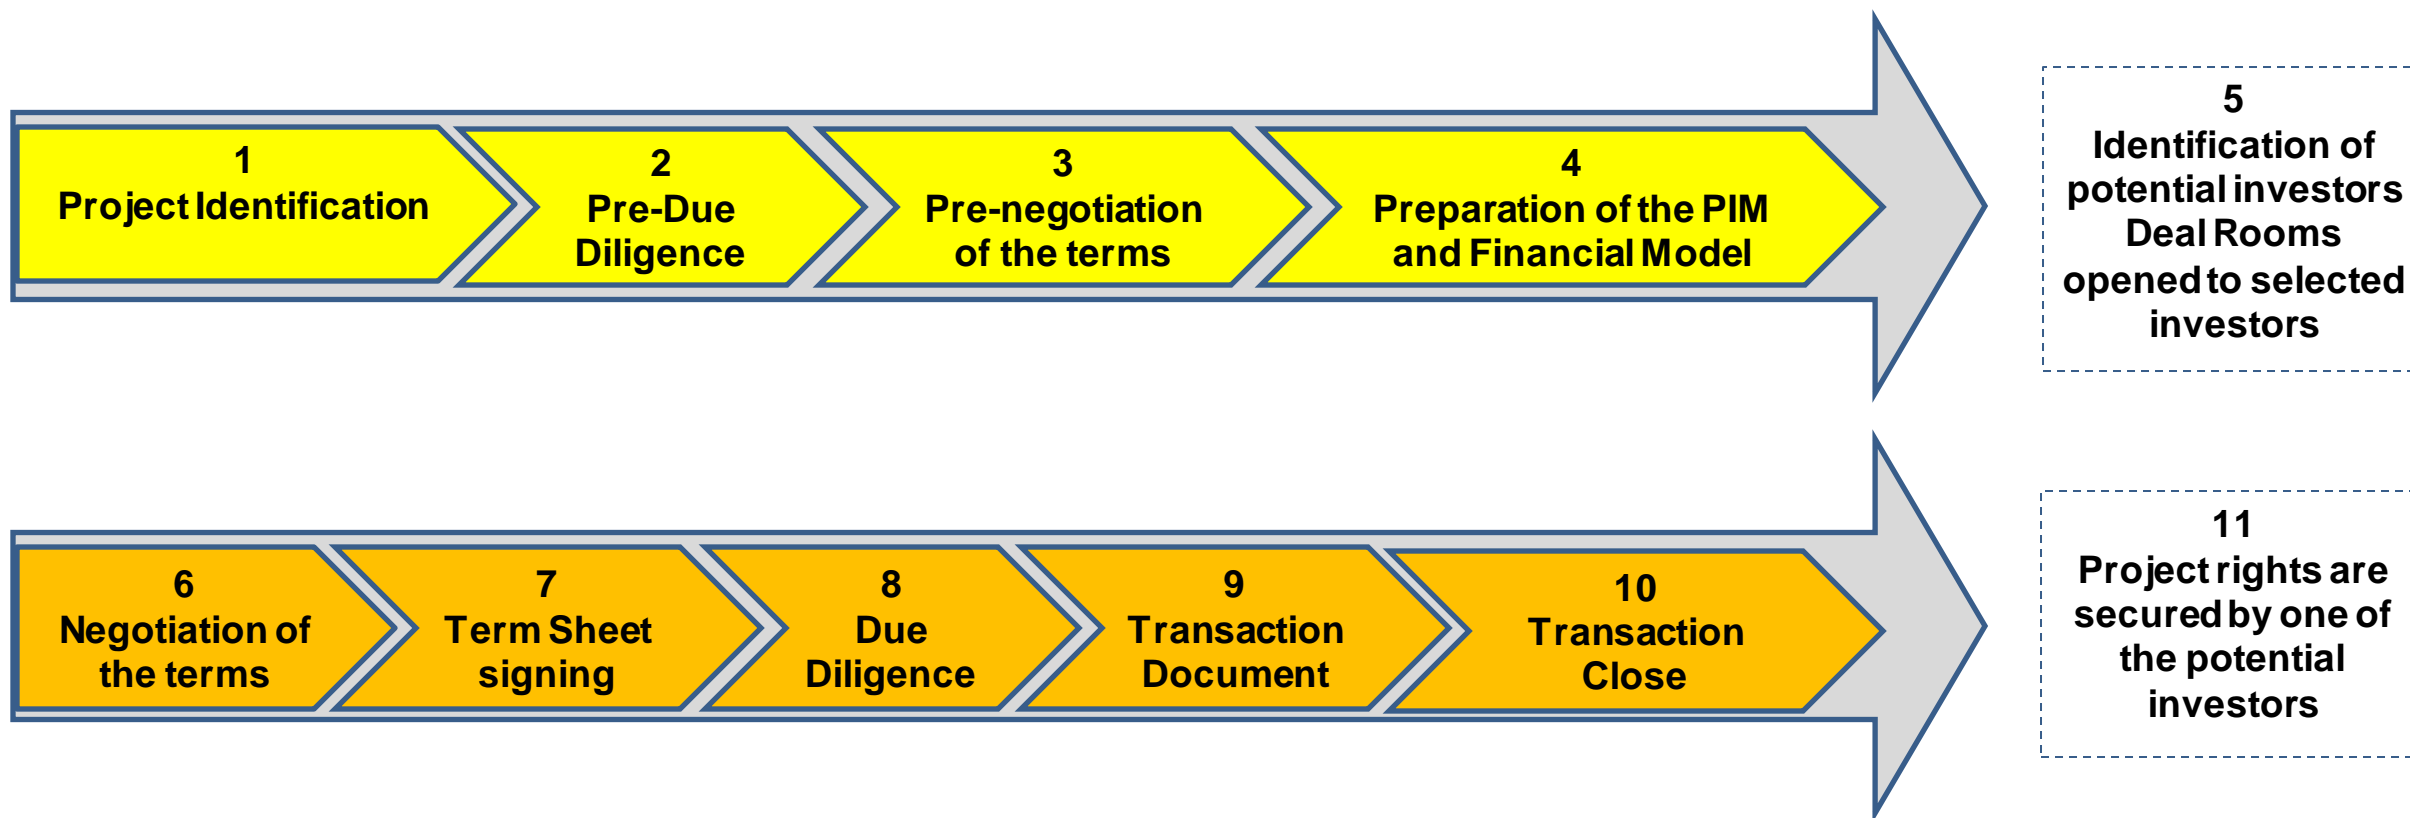 1
Project Identification
2
Pre-Due
Diligence
3
Pre-negotiation
of the terms
4
Preparation of the PIM
and Financial Model
5
Identification of
potential investors
Deal Rooms
opened to selected
investors
6
Negotiation of
the terms
7
Term Sheet
signing
8
Due
Diligence
9
Transaction
Document
10
Transaction
Close
11
Project rights are
secured by one of
the potential
investors